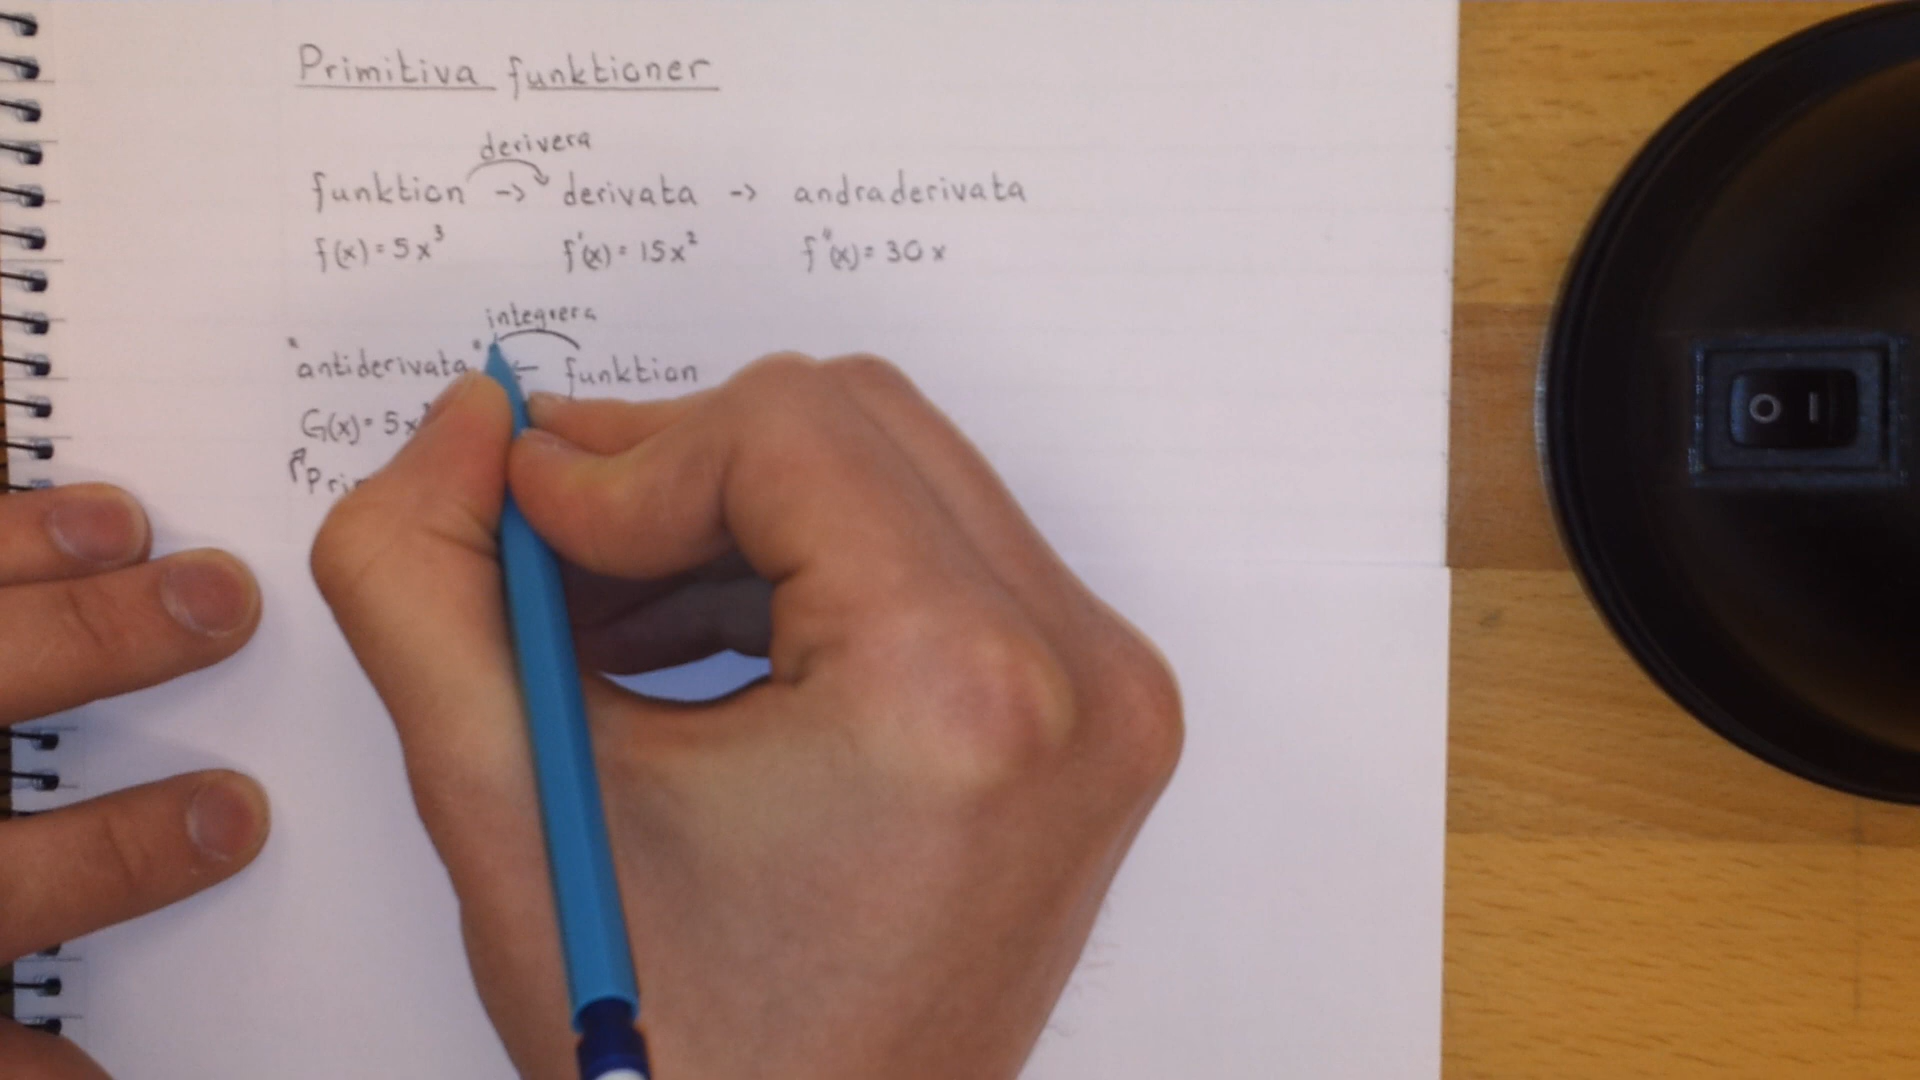 Primitiva funktioner
derivera
funktion -> derivata -> andraderivata
f(x) = 5x³ f'(x) = 15x² f"(x) = 30x
integrera
"antiderivata" <- funktion
G(x) = 5x
O I